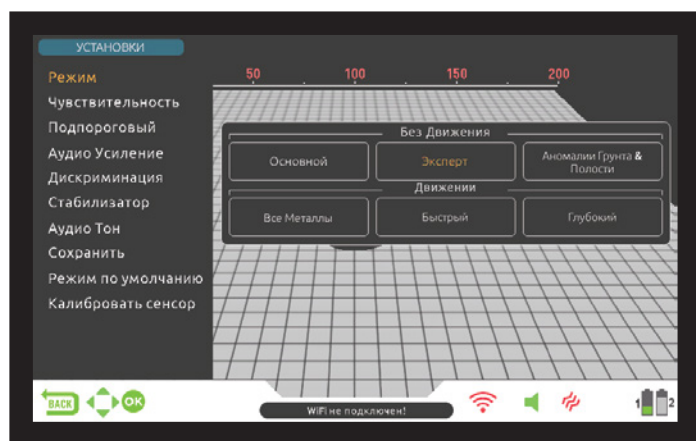 УСТАНОВКИ
Режим
Чувствительность
Подпороговый
Аудио Усиление
Дискриминация
Стабилизатор
Аудио Тон
Сохранить
Режим по умолчанию
Калибровать сенсор
50 100 150 200
Без Движения
Основной
Эксперт
Аномалии Грунта &
Полости
Движении
Все Металлы
Быстрый
Глубокий
BACK OK
WiFi не подключен!
1 2